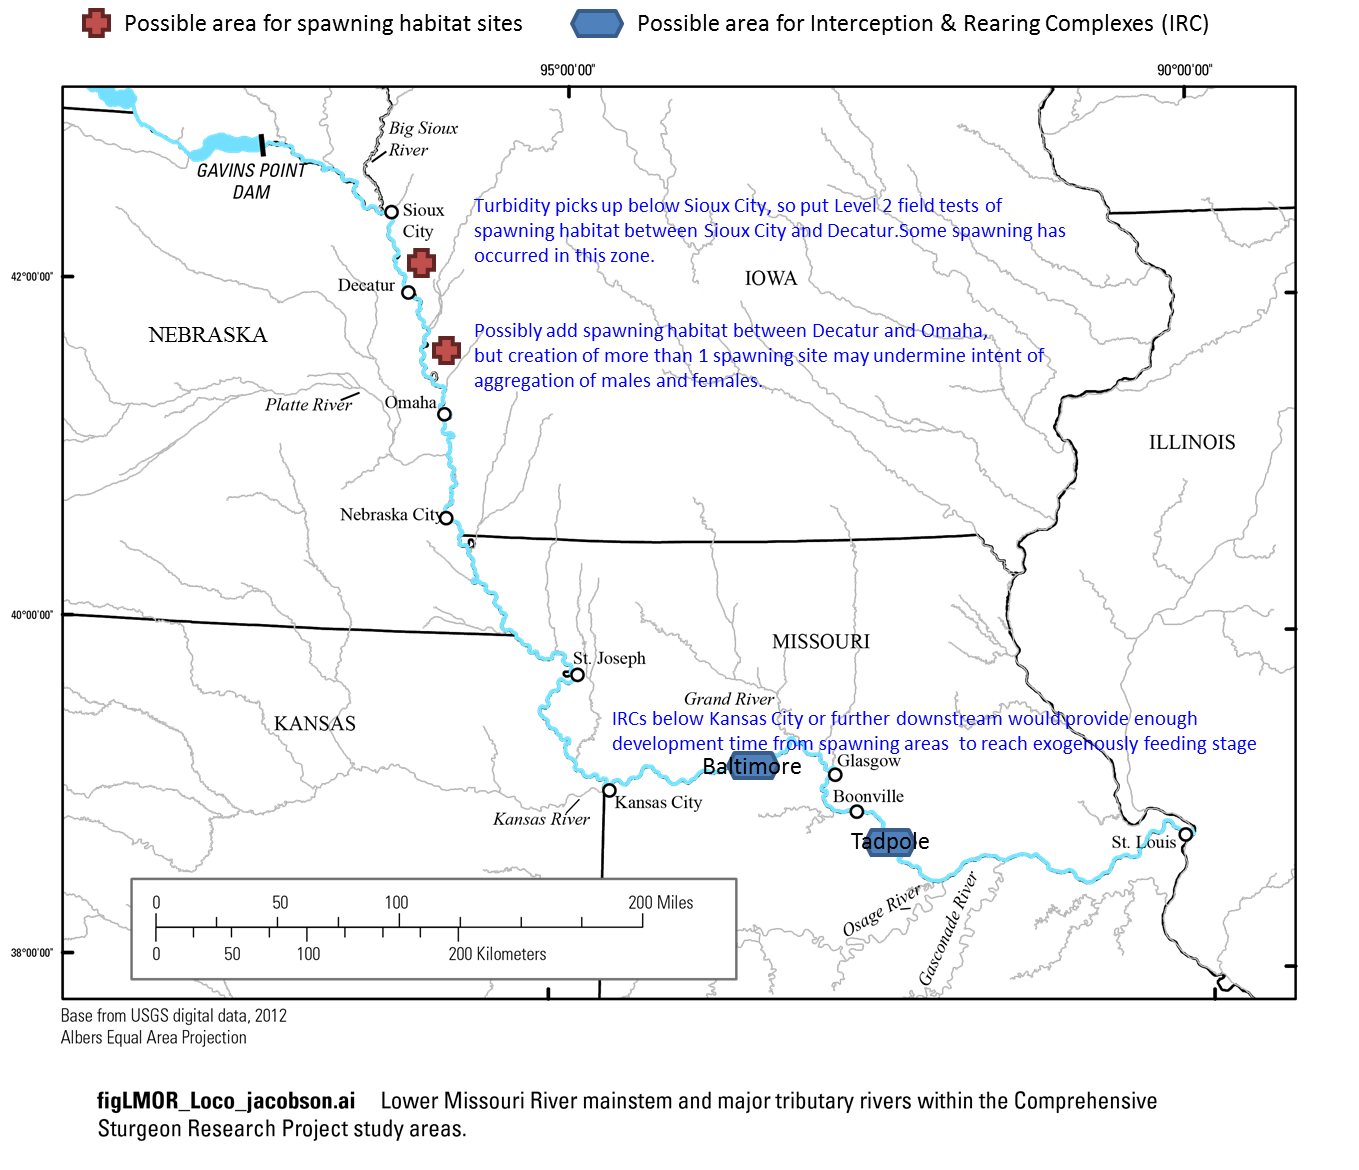 Possible area for spawning habitat sites
Possible area for Interception & Rearing Complexes (IRC)
95°00'00"
90°00'00"
Big Sioux
River
GAVINS POINT
DAM
Sioux
City
Turbidity picks up below Sioux City, so put Level 2 field tests of
spawning habitat between Sioux City and Decatur.Some spawning has
occurred in this zone.
42°00'00"
IOWA
Decatur
NEBRASKA
Possibly add spawning habitat between Decatur and Omaha,
but creation of more than 1 spawning site may undermine intent of
aggregation of males and females.
Platte River
Omaha
ILLINOIS
Nebraska City
40°00'00"
MISSOURI
St. Joseph
Grand River
KANSAS
IRCs below Kansas City or further downstream would provide enough
development time from spawning areas to reach exogenously feeding stage
Baltimore
Glasgow
Kansas City
Boonville
Kansas River
Tadpole
St. Louis
Osage River
Gasconade River
0 50 100 200 Miles
0 50 100 200 Kilometers
38°00'00"
Base from USGS digital data, 2012
Albers Equal Area Projection
figLMOR_Loco_jacobson.ai Lower Missouri River mainstem and major tributary rivers within the Comprehensive
Sturgeon Research Project study areas.